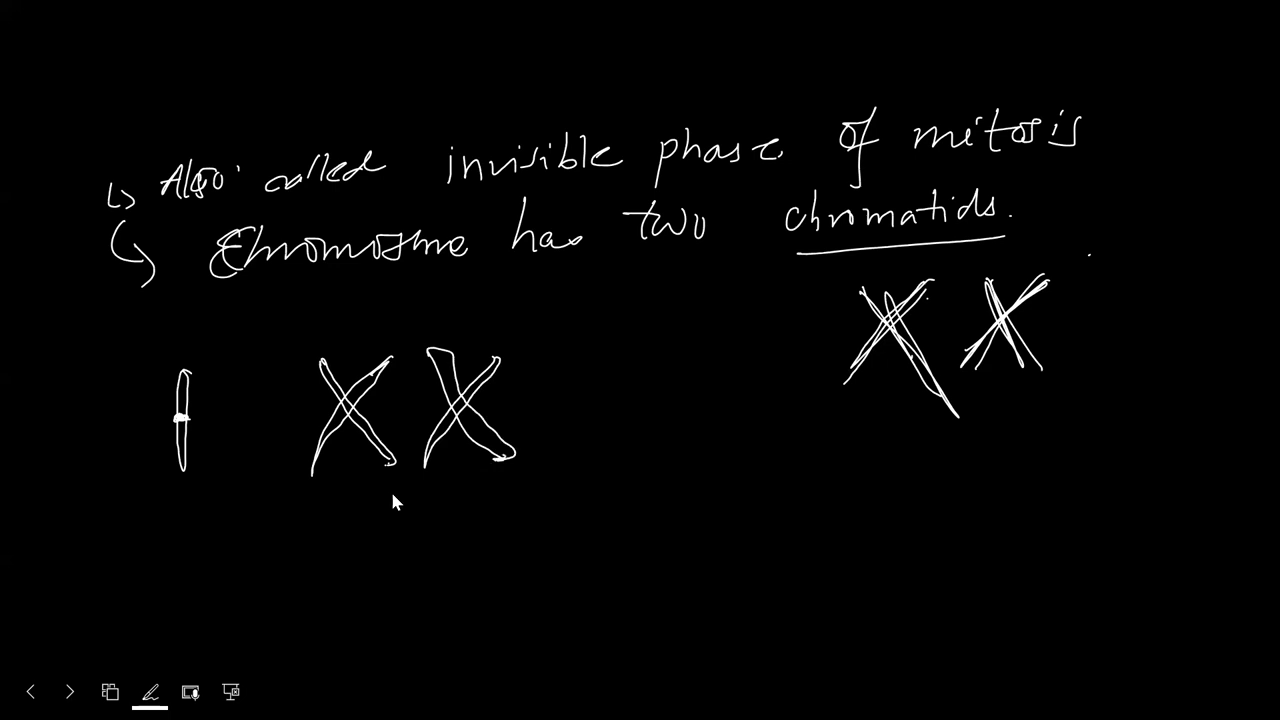 ↳ Also called invisible phase of mitosis
↳ Chromosome has two chromatids.